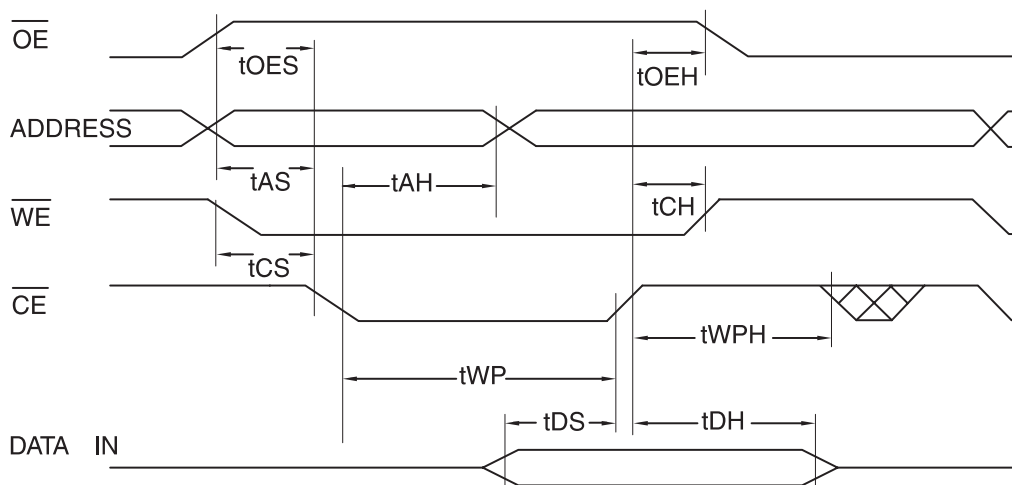 OE
tOES
tOEH
ADDRESS
tAS
tAH
tCH
WE
tCS
CE
tWPH
tWP
tDS
tDH
DATA IN